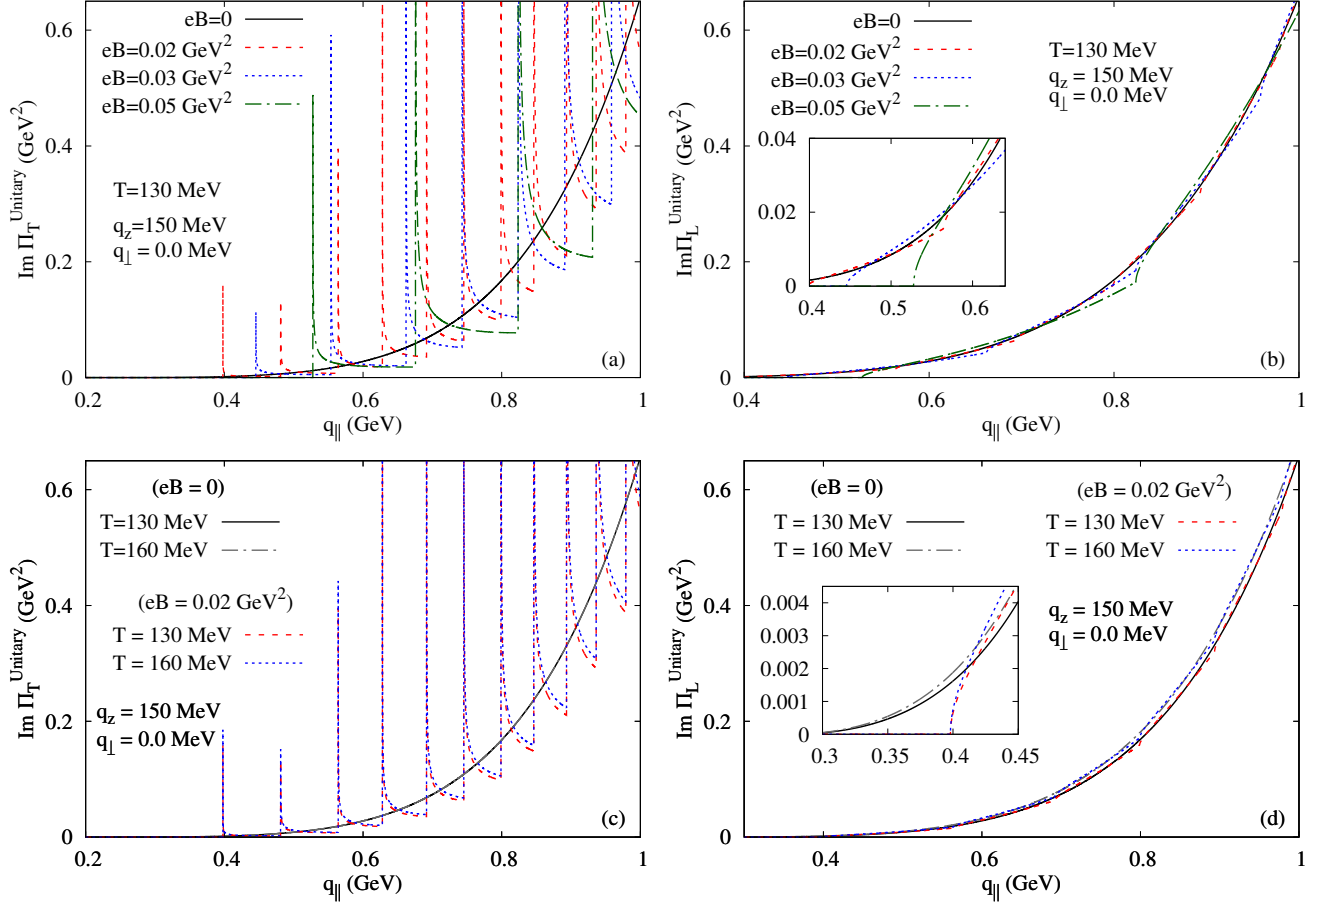 eB=0
eB=0.02 GeV²
eB=0.03 GeV²
eB=0.05 GeV²
T=130 MeV
q_z=150 MeV
q_⊥ = 0.0 MeV
(a)
Im Π_T^Unitary (GeV²)
0
0.2
0.4
0.6
0.2
0.4
0.6
0.8
1
q_∥ (GeV)
eB=0
eB=0.02 GeV²
eB=0.03 GeV²
eB=0.05 GeV²
T=130 MeV
q_z = 150 MeV
q_⊥ = 0.0 MeV
0.04
0.02
0
0.4
0.5
0.6
(b)
ImΠ_L^Unitary (GeV²)
0
0.2
0.4
0.6
0.4
0.6
0.8
1
q_∥ (GeV)
(eB = 0)
T=130 MeV
T=160 MeV
(eB = 0.02 GeV²)
T = 130 MeV
T = 160 MeV
q_z = 150 MeV
q_⊥ = 0.0 MeV
(c)
Im Π_T^Unitary (GeV²)
0
0.2
0.4
0.6
0.2
0.4
0.6
0.8
1
q_∥ (GeV)
(eB = 0)
T = 130 MeV
T = 160 MeV
(eB = 0.02 GeV²)
T = 130 MeV
T = 160 MeV
q_z = 150 MeV
q_⊥ = 0.0 MeV
0.004
0.003
0.002
0.001
0
0.3
0.35
0.4
0.45
(d)
Im Π_L^Unitary (GeV²)
0
0.2
0.4
0.6
0.4
0.6
0.8
1
q_∥ (GeV)